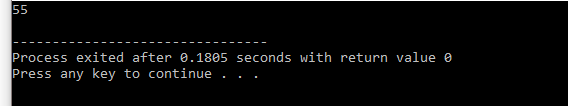 55
--------------------------------
Process exited after 0.1805 seconds with return value 0
Press any key to continue . . .